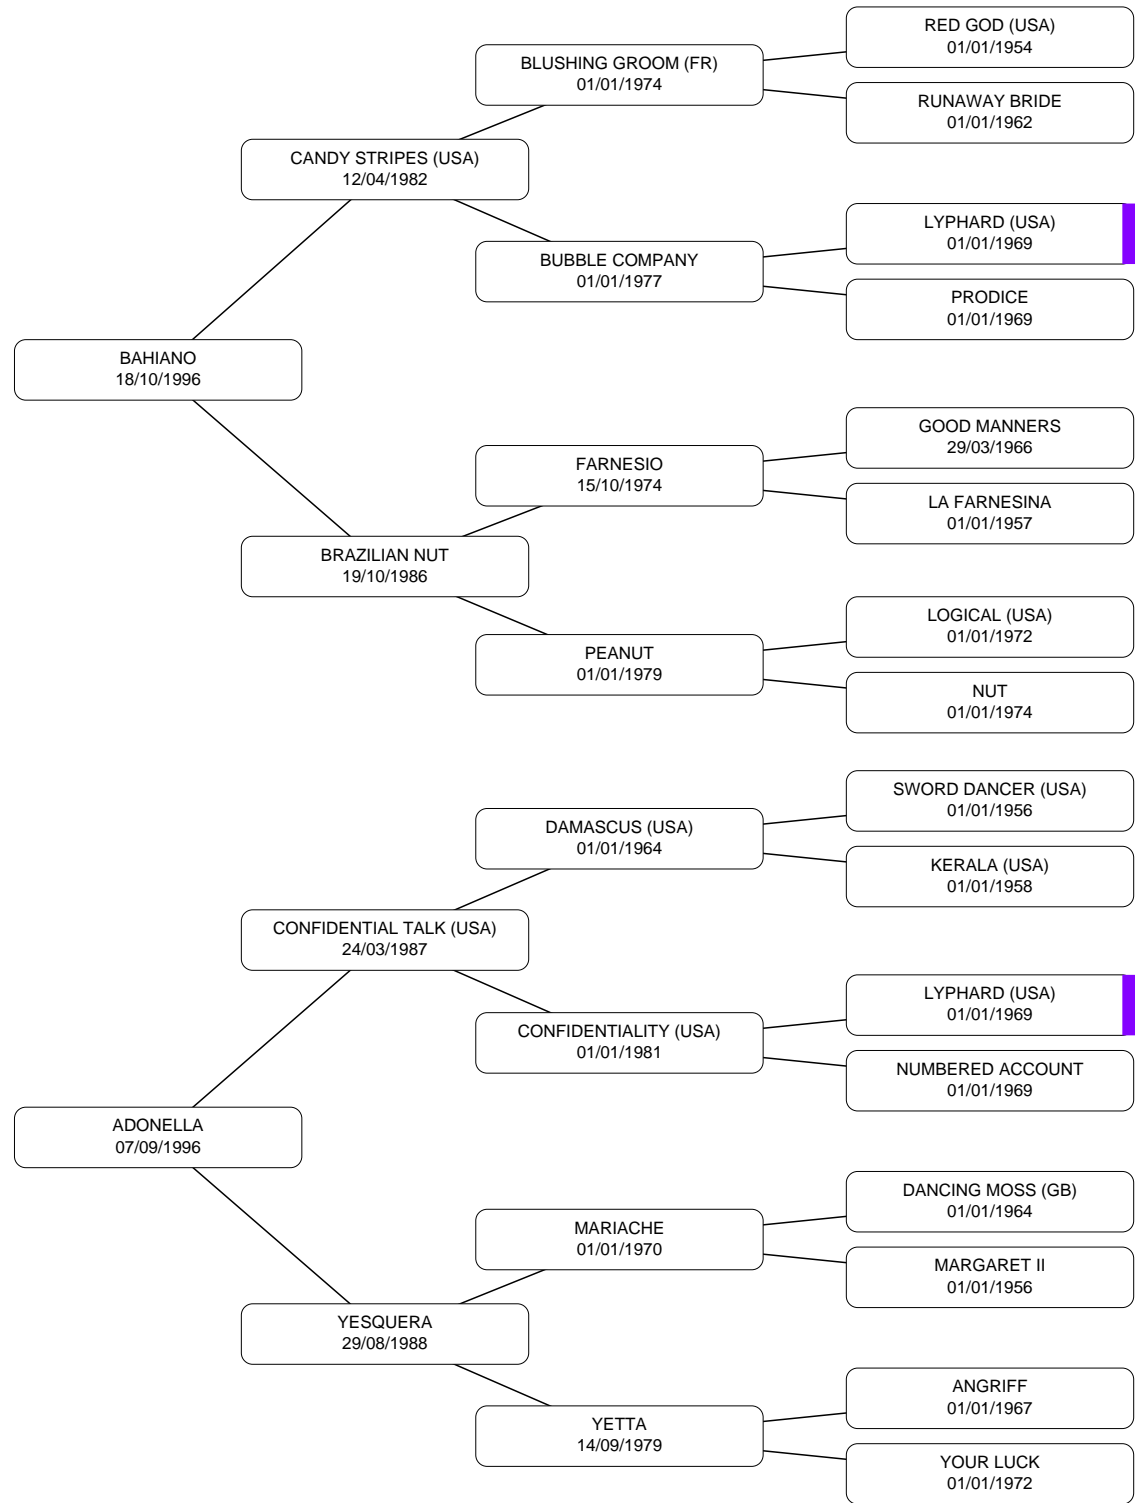 RED GOD (USA)
01/01/1954
BLUSHING GROOM (FR)
01/01/1974
RUNAWAY BRIDE
01/01/1962
CANDY STRIPES (USA)
12/04/1982
LYPHARD (USA)
01/01/1969
BUBBLE COMPANY
01/01/1977
PRODICE
01/01/1969
BAHIANO
18/10/1996
GOOD MANNERS
29/03/1966
FARNESIO
15/10/1974
LA FARNESINA
01/01/1957
BRAZILIAN NUT
19/10/1986
LOGICAL (USA)
01/01/1972
PEANUT
01/01/1979
NUT
01/01/1974
SWORD DANCER (USA)
01/01/1956
DAMASCUS (USA)
01/01/1964
KERALA (USA)
01/01/1958
CONFIDENTIAL TALK (USA)
24/03/1987
LYPHARD (USA)
01/01/1969
CONFIDENTIALITY (USA)
01/01/1981
NUMBERED ACCOUNT
01/01/1969
ADONELLA
07/09/1996
DANCING MOSS (GB)
01/01/1964
MARIACHE
01/01/1970
MARGARET II
01/01/1956
YESQUERA
29/08/1988
ANGRIFF
01/01/1967
YETTA
14/09/1979
YOUR LUCK
01/01/1972